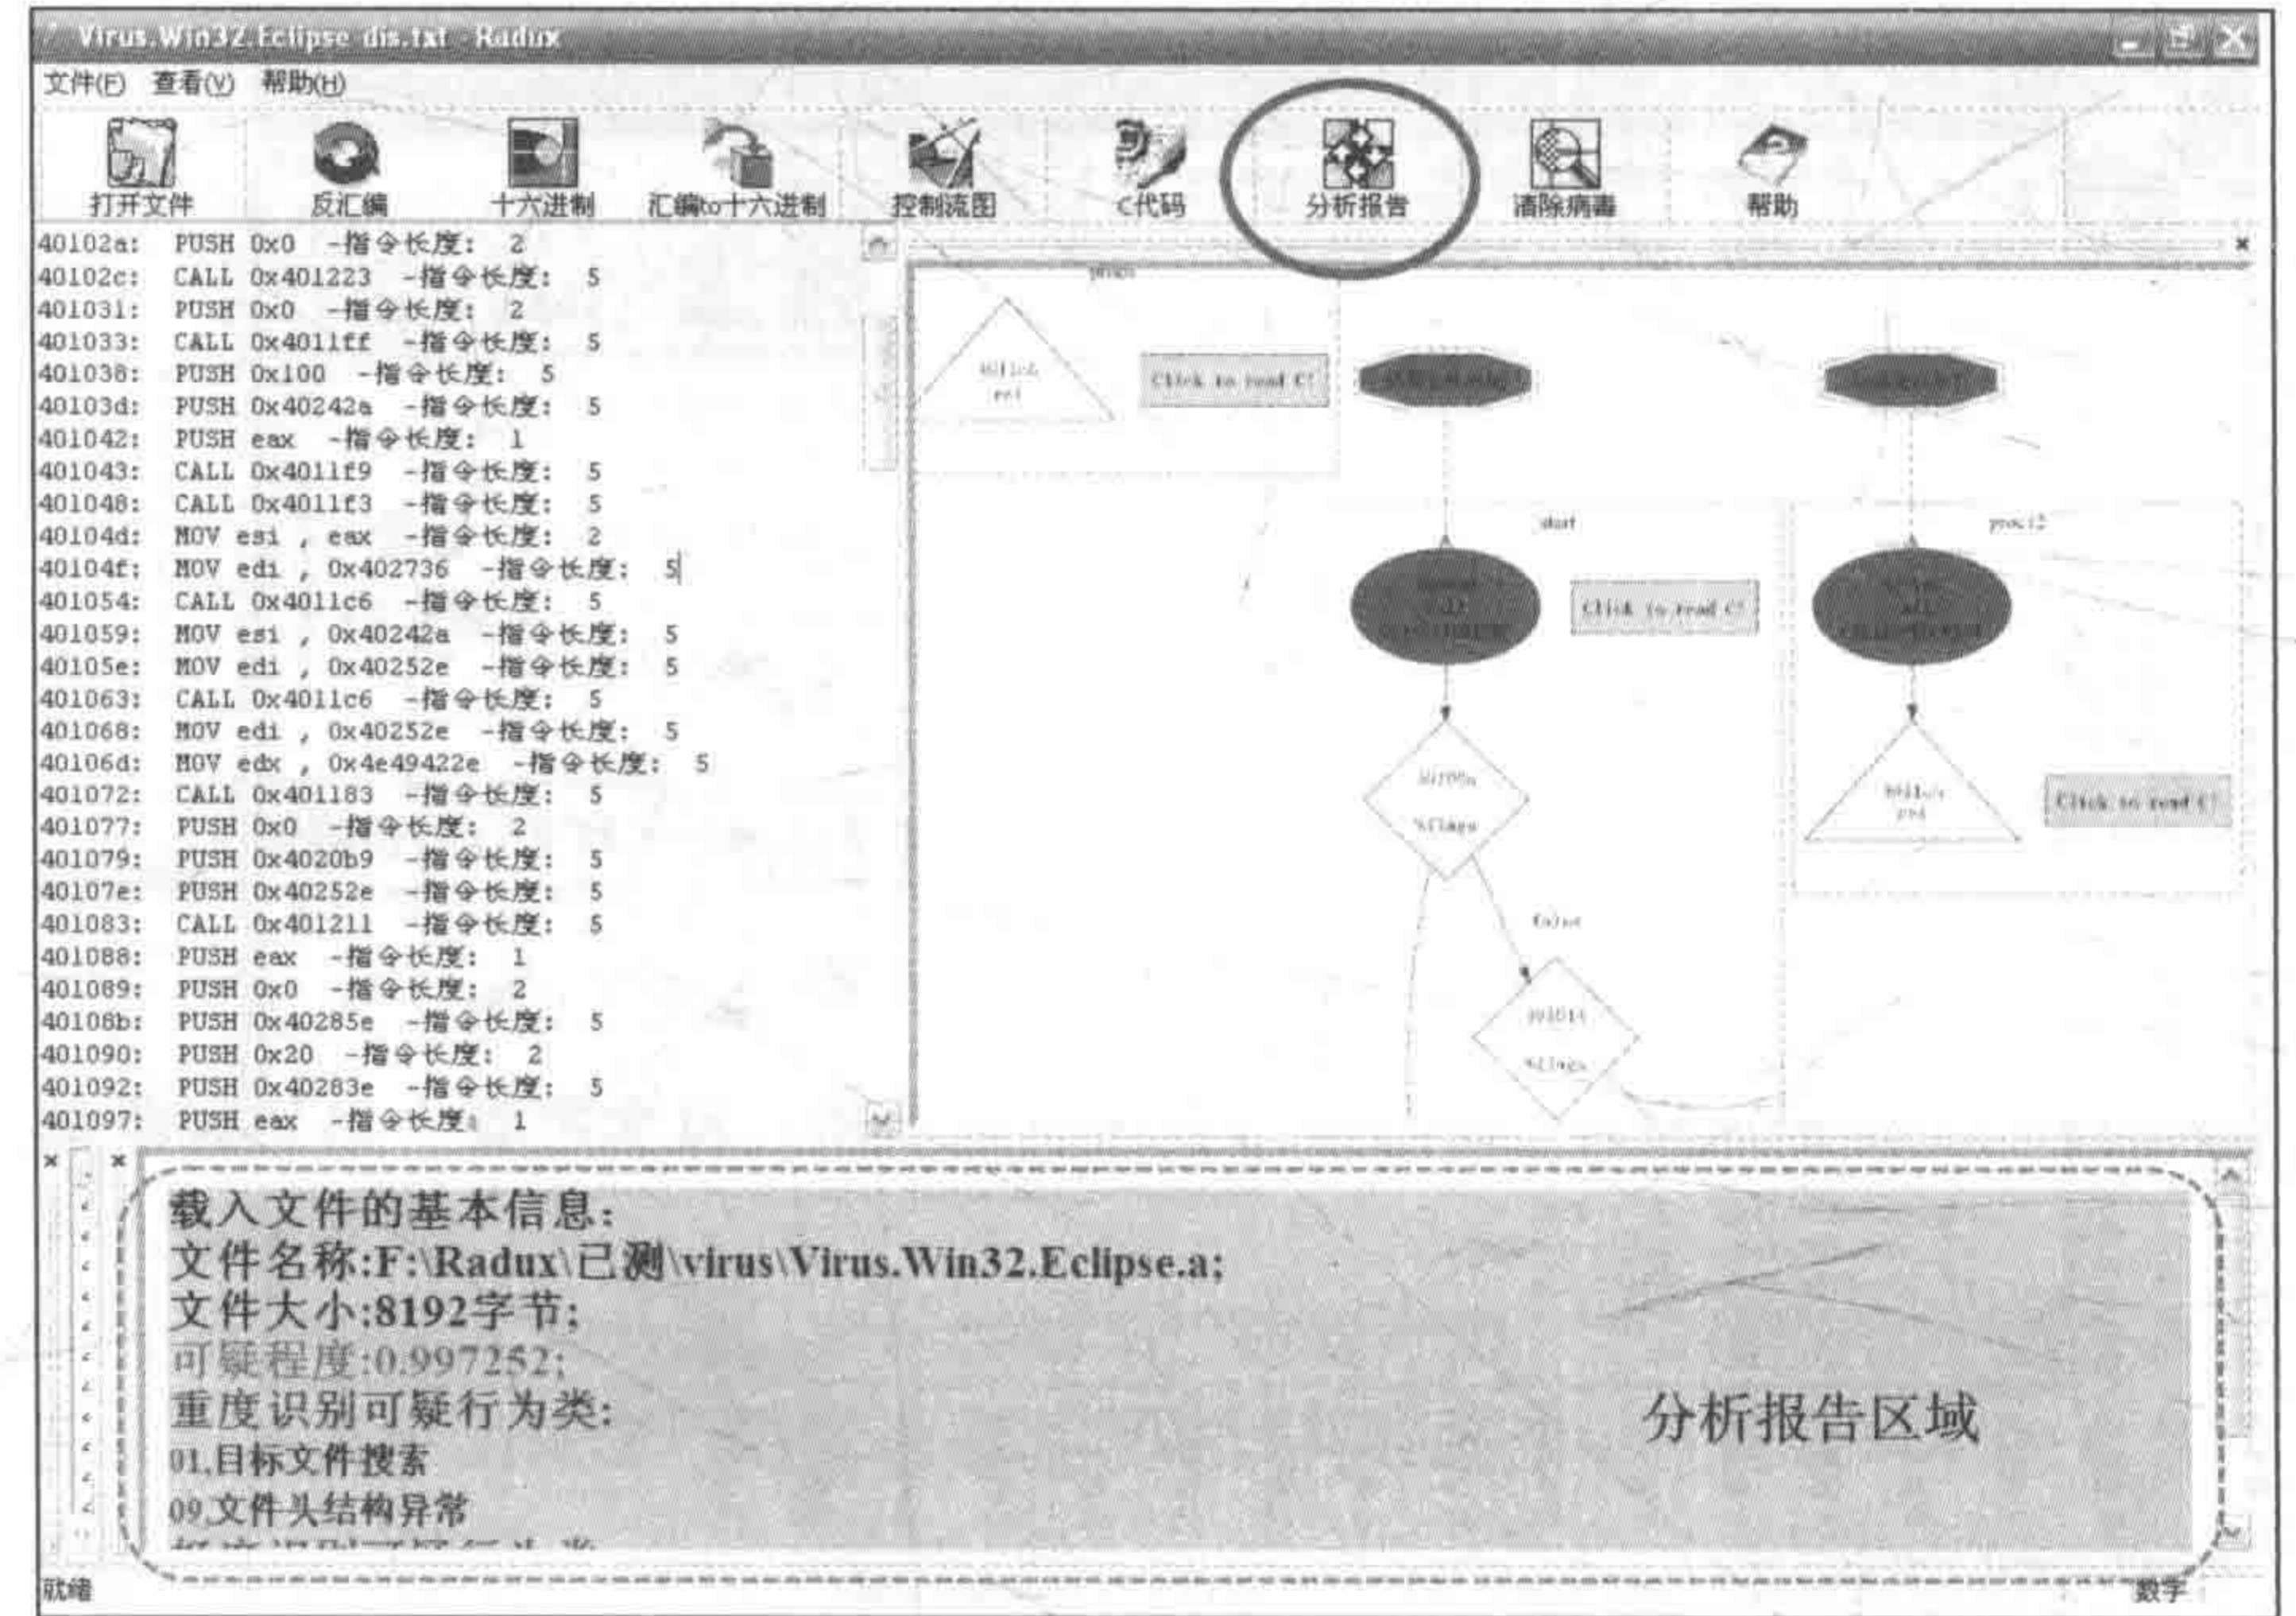 Virus.Win32.Eclipse dis.txt - Radux
文件(F) 查看(V) 帮助(H)
打开文件 反汇编 十六进制 汇编to十六进制 控制流图 C代码 分析报告 清除病毒 帮助
40102a: PUSH 0x0 -指令长度: 2
40102c: CALL 0x401223 -指令长度: 5
401031: PUSH 0x0 -指令长度: 2
401033: CALL 0x4011ff -指令长度: 5
401038: PUSH 0x100 -指令长度: 5
40103d: PUSH 0x40242a -指令长度: 5
401042: PUSH eax -指令长度: 1
401043: CALL 0x4011f9 -指令长度: 5
401048: CALL 0x4011f3 -指令长度: 5
40104d: MOV esi , eax -指令长度: 2
40104f: MOV edi , 0x402736 -指令长度: 5
401054: CALL 0x4011c6 -指令长度: 5
401059: MOV esi , 0x40242a -指令长度: 5
40105e: MOV edi , 0x40252e -指令长度: 5
401063: CALL 0x4011c6 -指令长度: 5
401068: MOV edi , 0x40252e -指令长度: 5
40106d: MOV edx , 0x4e49422e -指令长度: 5
401072: CALL 0x401183 -指令长度: 5
401077: PUSH 0x0 -指令长度: 2
401079: PUSH 0x4020b9 -指令长度: 5
40107e: PUSH 0x40252e -指令长度: 5
401083: CALL 0x401211 -指令长度: 5
401088: PUSH eax -指令长度: 1
401089: PUSH 0x0 -指令长度: 2
40108b: PUSH 0x40285e -指令长度: 5
401090: PUSH 0x20 -指令长度: 2
401092: PUSH 0x40283e -指令长度: 5
401097: PUSH eax -指令长度: 1
Click to read C!
start
proc12
Click to read C!
Click to read C!
false
载入文件的基本信息:
文件名称:F:\Radux\已测\virus\Virus.Win32.Eclipse.a;
文件大小:8192字节;
可疑程度:0.997252;
重度识别可疑行为类:
01,目标文件搜索
09,文件头结构异常
分析报告区域
就绪
数字